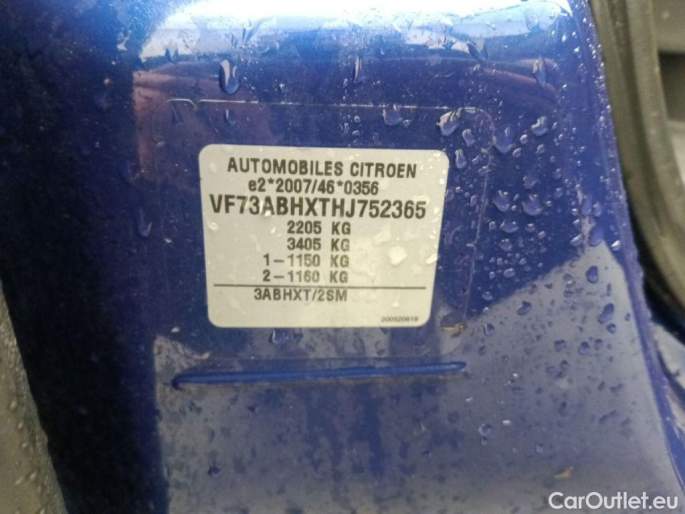 AUTOMOBILES CITROEN
e2*2007/46*0356
VF73ABHXTHJ752365
2205 KG
3405 KG
1-1150 KG
2-1160 KG
3ABHXT/2SM
CarOutlet.eu